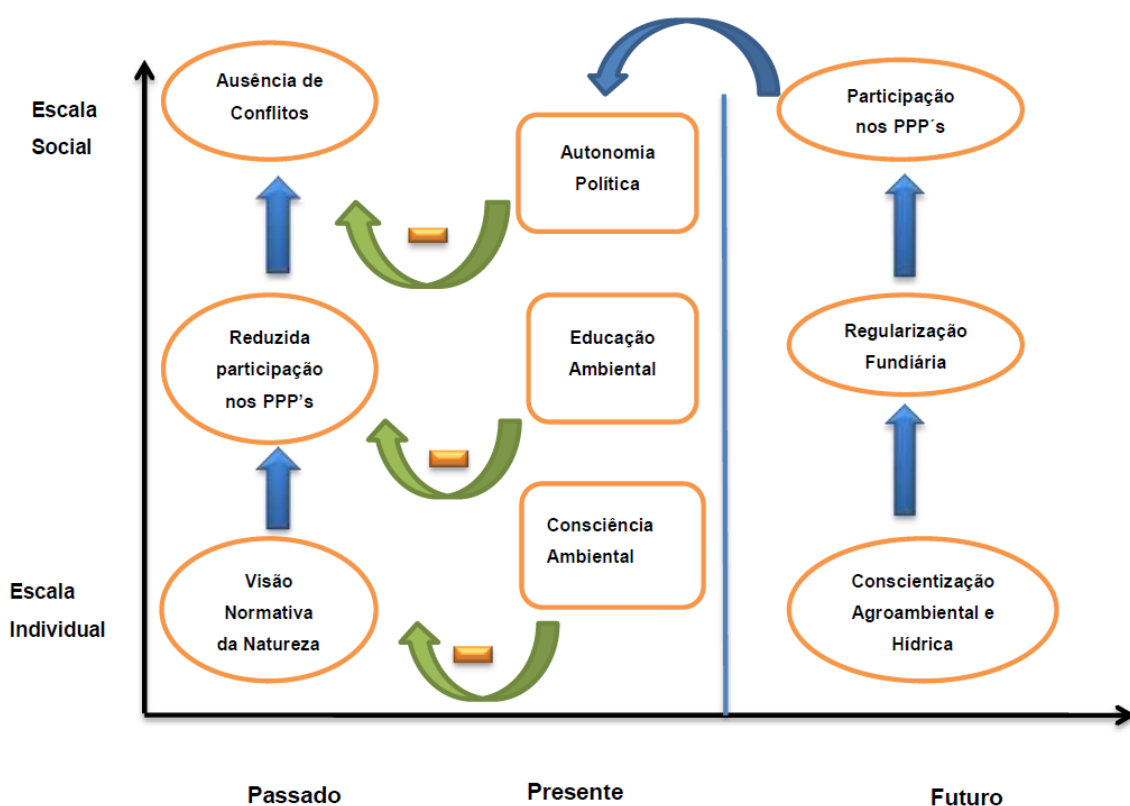 Escala
Social
Ausência de
Conflitos
Autonomia
Política
Participação
nos PPP´s
Reduzida
participação
nos PPP's
Educação
Ambiental
Regularização
Fundiária
Escala
Individual
Visão
Normativa
da Natureza
Consciência
Ambiental
Conscientização
Agroambiental e
Hídrica
Passado
Presente
Futuro